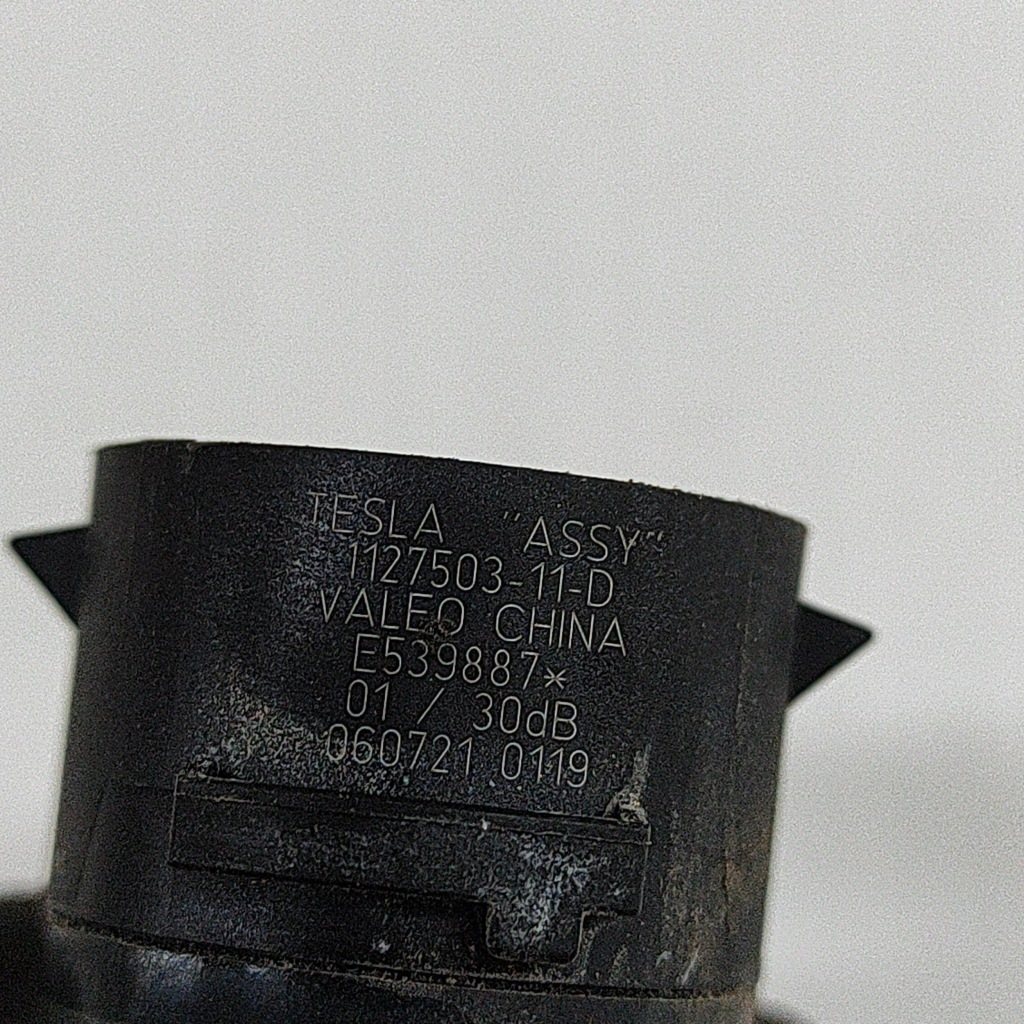 TESLA "ASSY"
1127503-11-D
VALEO CHINA
E539887*
01 / 30dB
060721 0119